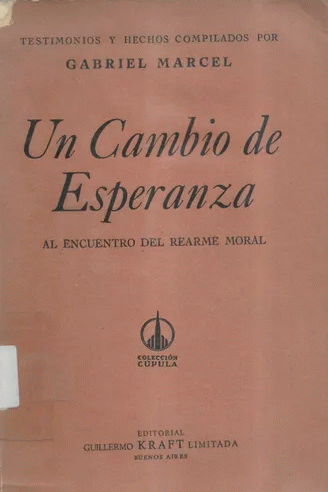 TESTIMONIOS Y HECHOS COMPILADOS POR
GABRIEL MARCEL
Un Cambio de
Esperanza
AL ENCUENTRO DEL REARME MORAL
COLECCIÓN
CÚPULA
EDITORIAL
GUILLERMO KRAFT LIMITADA
BUENOS AIRES